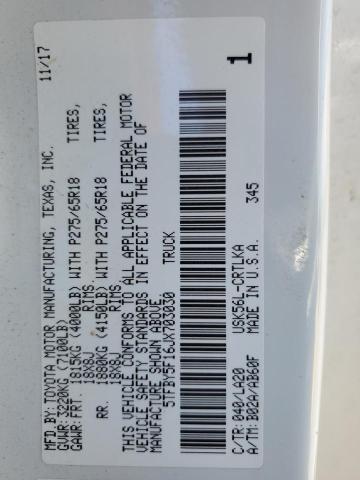 MFD.BY:TOYOTA MOTOR MANUFACTURING, TEXAS, INC. 11/17
GVWR:3220KG (7100LB)
GAWR:FRT. 1815KG (4000LB) WITH P275/65R18 TIRES,
18X8J RIMS
RR. 1880KG (4150LB) WITH P275/65R18 TIRES,
18X8J RIMS
THIS VEHICLE CONFORMS TO ALL APPLICABLE FEDERAL MOTOR
VEHICLE SAFETY STANDARDS IN EFFECT ON THE DATE OF
MANUFACTURE SHOWN ABOVE.
5TFBY5F16JX703030 TRUCK
1
C/TR: 040/LA20 USK56L-CRTLKA 345
A/TM: B02A/AB60F MADE IN U.S.A.